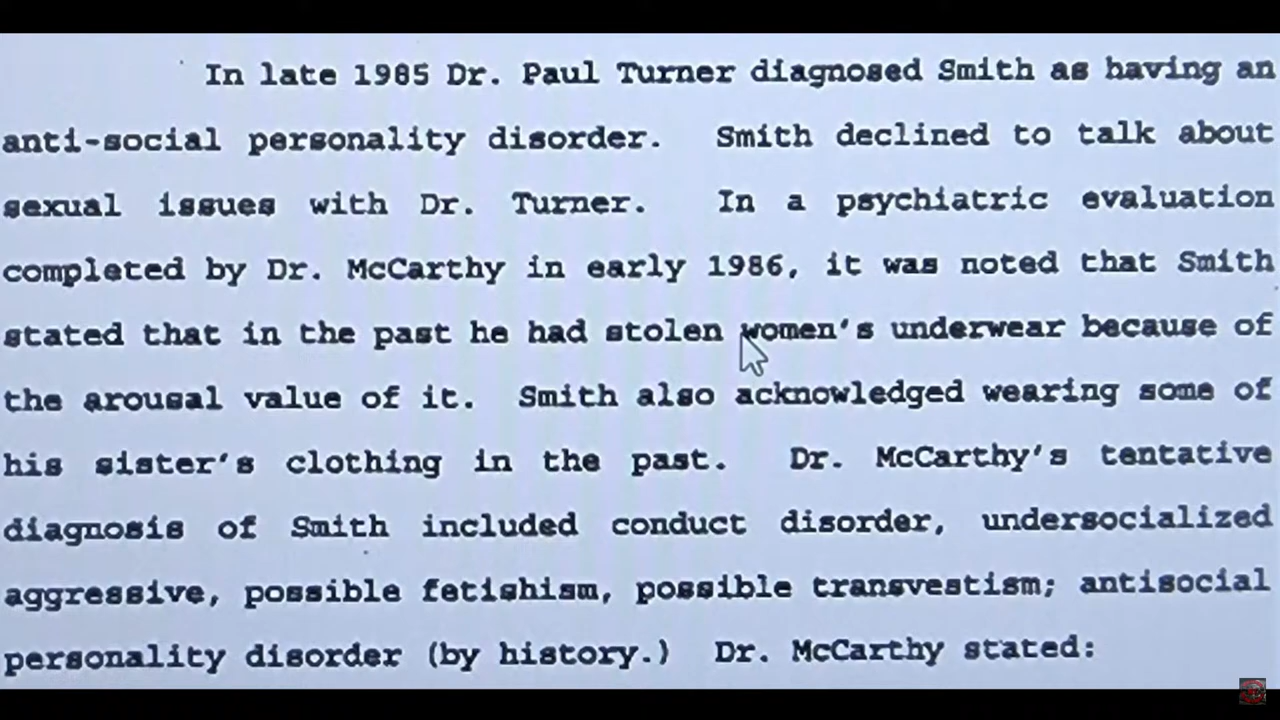 In late 1985 Dr. Paul Turner diagnosed Smith as having an
anti-social personality disorder. Smith declined to talk about
sexual issues with Dr. Turner. In a psychiatric evaluation
completed by Dr. McCarthy in early 1986, it was noted that Smith
stated that in the past he had stolen women's underwear because of
the arousal value of it. Smith also acknowledged wearing some of
his sister's clothing in the past. Dr. McCarthy's tentative
diagnosis of Smith included conduct disorder, undersocialized
aggressive, possible fetishism, possible transvestism; antisocial
personality disorder (by history.) Dr. McCarthy stated: